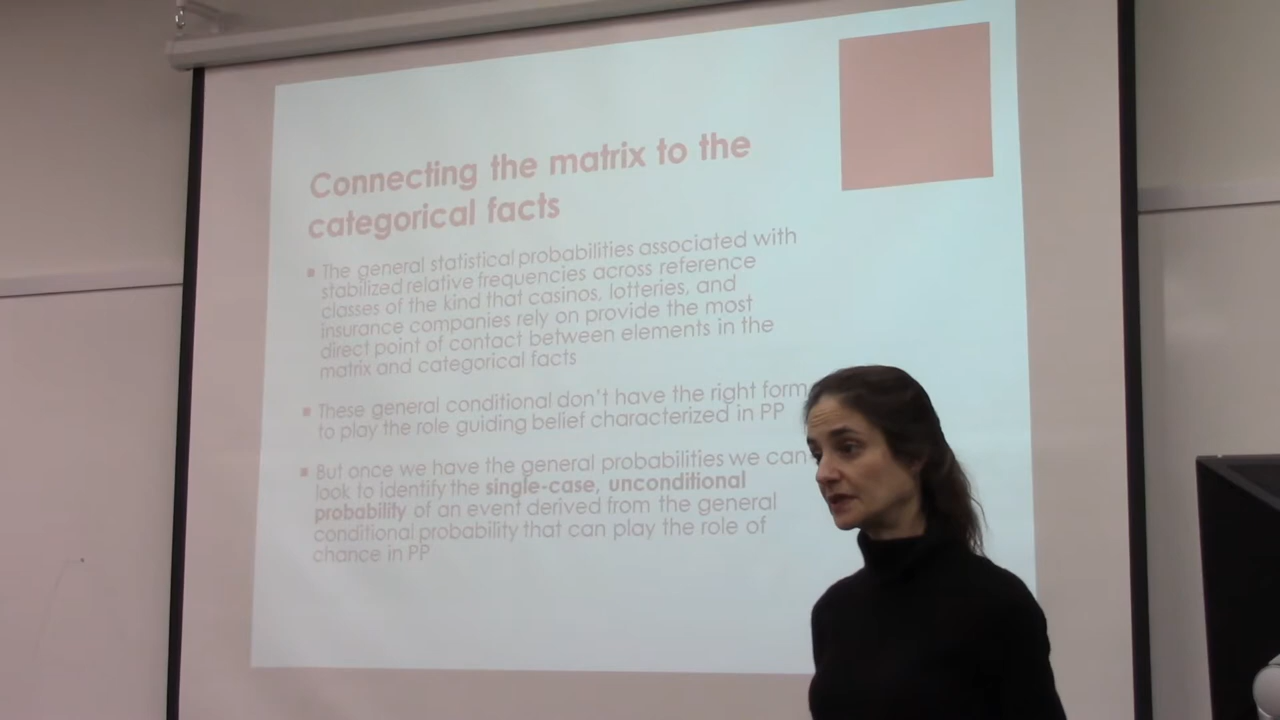 Connecting the matrix to the
categorical facts
The general statistical probabilities associated with
stabilized relative frequencies across reference
classes of the kind that casinos, lotteries, and
insurance companies rely on provide the most
direct point of contact between elements in the
matrix and categorical facts
These general conditional don't have the right form
to play the role guiding belief characterized in PP
But once we have the general probabilities we can
look to identify the single-case, unconditional
probability of an event derived from the general
conditional probability that can play the role of
chance in PP